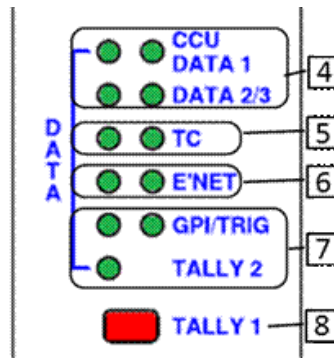 CCU
DATA 1
4
DATA 2/3
DATA
TC
5
E'NET
6
GPI/TRIG
7
TALLY 2
TALLY 1
8